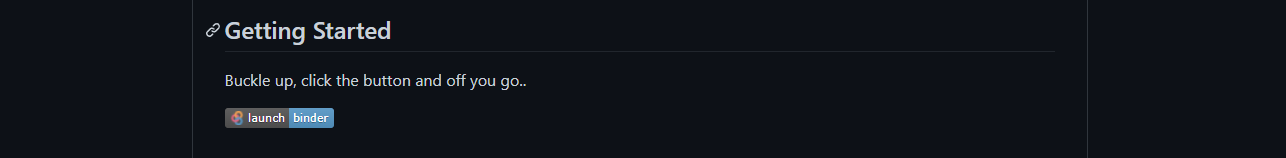 Getting Started
Buckle up, click the button and off you go..
launch binder